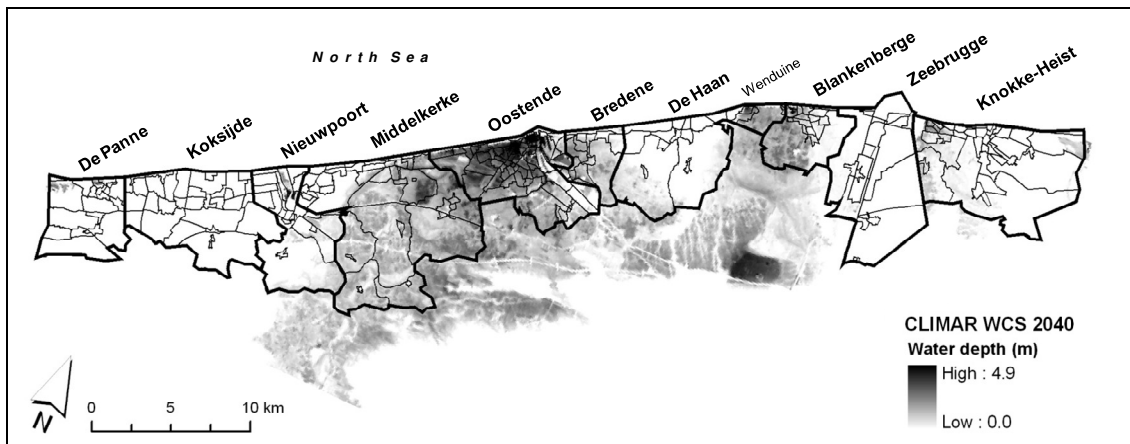 North Sea
De Panne
Koksijde
Nieuwpoort
Middelkerke
Oostende
Bredene
De Haan
Wenduine
Blankenberge
Zeebrugge
Knokke-Heist
CLIMAR WCS 2040
Water depth (m)
High : 4.9
Low : 0.0
N
0 5 10 km